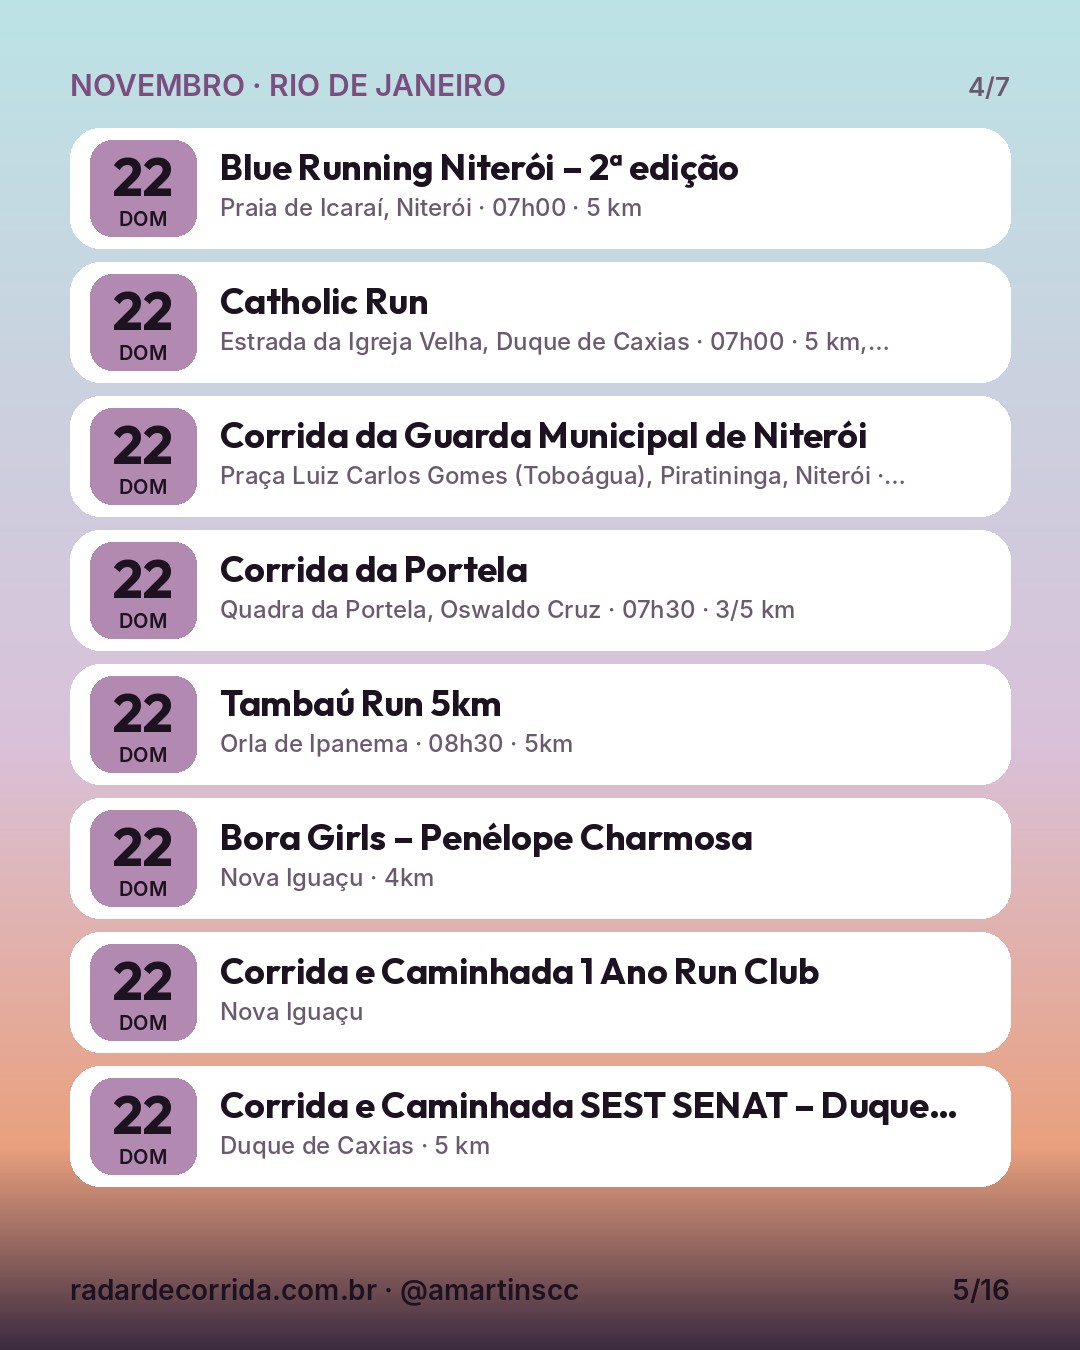 NOVEMBRO · RIO DE JANEIRO
4/7
22
DOM
Blue Running Niterói – 2ª edição
Praia de Icaraí, Niterói · 07h00 · 5 km
22
DOM
Catholic Run
Estrada da Igreja Velha, Duque de Caxias · 07h00 · 5 km,...
22
DOM
Corrida da Guarda Municipal de Niterói
Praça Luiz Carlos Gomes (Toboágua), Piratininga, Niterói ·...
22
DOM
Corrida da Portela
Quadra da Portela, Oswaldo Cruz · 07h30 · 3/5 km
22
DOM
Tambaú Run 5km
Orla de Ipanema · 08h30 · 5km
22
DOM
Bora Girls – Penélope Charmosa
Nova Iguaçu · 4km
22
DOM
Corrida e Caminhada 1 Ano Run Club
Nova Iguaçu
22
DOM
Corrida e Caminhada SEST SENAT – Duque...
Duque de Caxias · 5 km
radardecorrida.com.br · @amartinscc
5/16